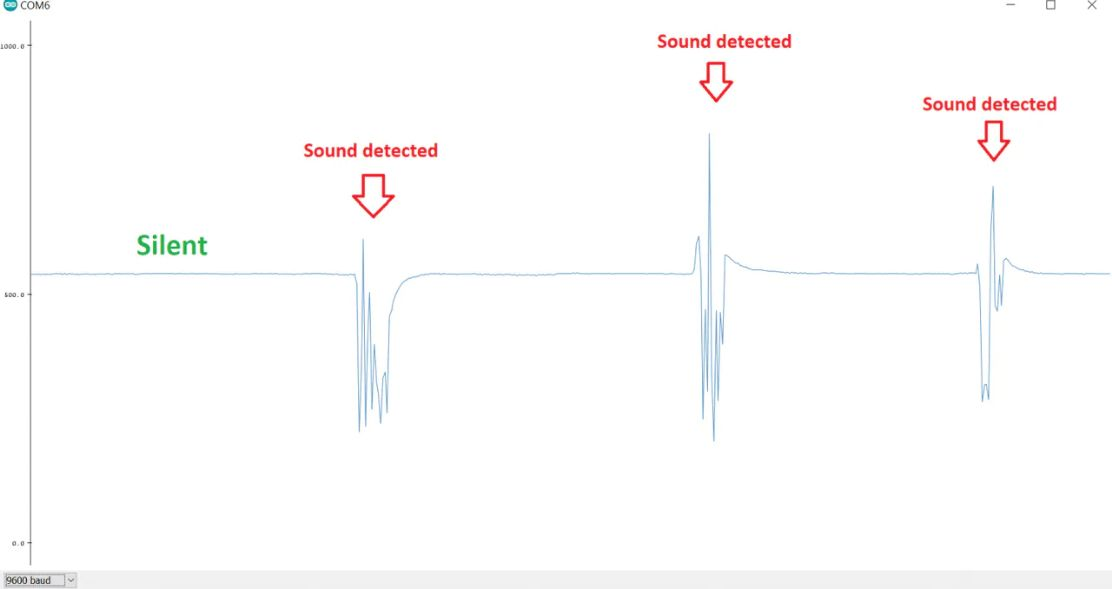 COM6
1000.0
Sound detected
Sound detected
Sound detected
Silent
500.0
0.0
9600 baud